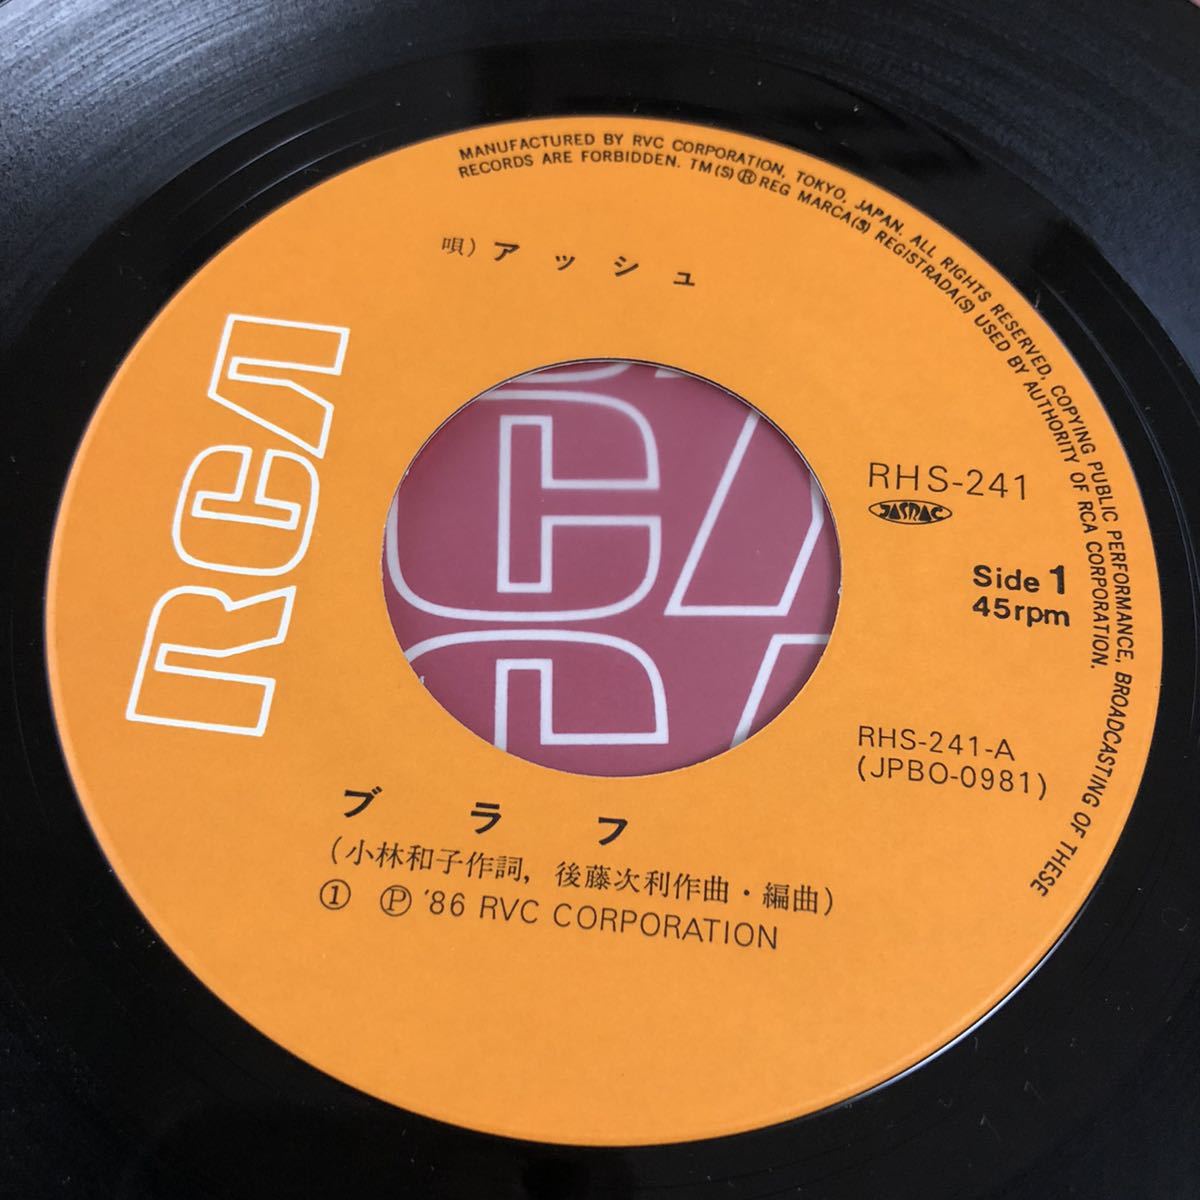 MANUFACTURED BY RVC CORPORATION, TOKYO, JAPAN. ALL RIGHTS RESERVED, COPYING PUBLIC PERFORMANCE, BROADCASTING OF THESE
RECORDS ARE FORBIDDEN. TM(S)®REG MARCA(S) REGISTRADA(S) USED BY AUTHORITY OF RCA CORPORATION.
唄) アッシュ
RCA
RHS-241
JASRAC
Side 1
45rpm
RHS-241-A
(JPBO-0981)
ブラフ
(小林和子作詞, 後藤次利作曲・編曲)
① Ⓟ '86 RVC CORPORATION